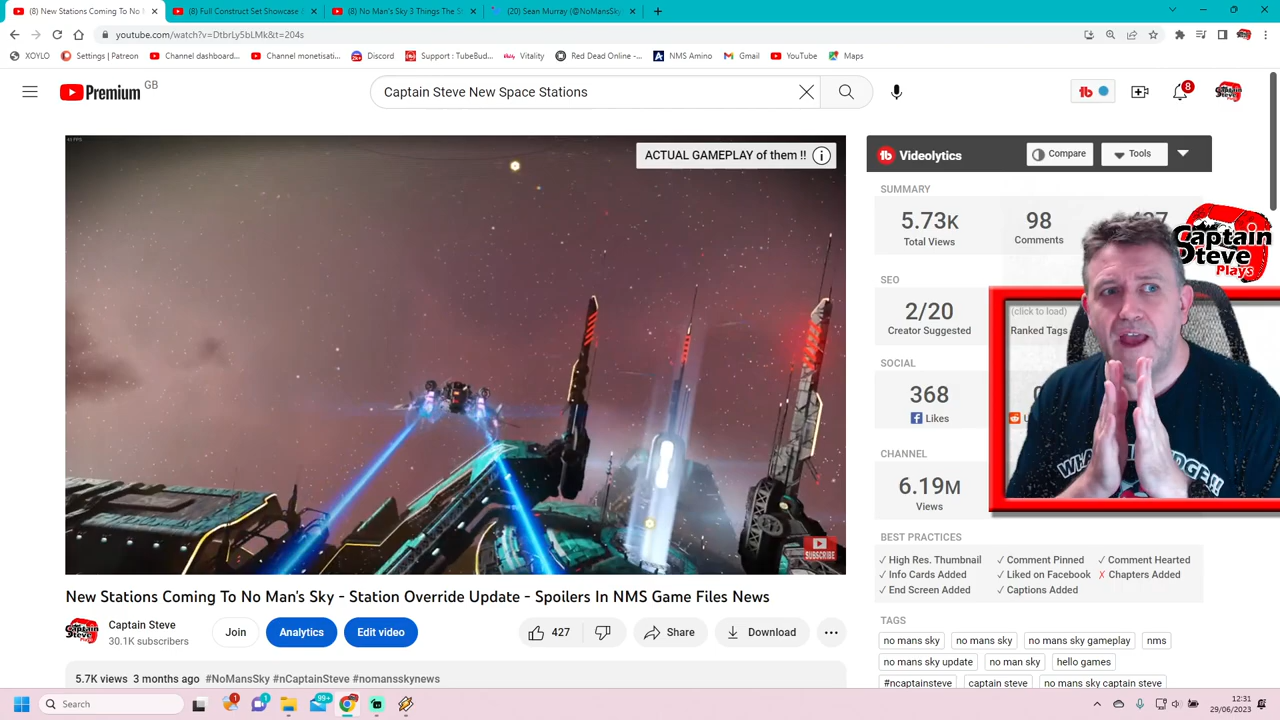 (8) New Stations Coming To No M
(8) Full Construct Set Showcase &
(8) No Man's Sky 3 Things The S
(20) Sean Murray (@NoMansSky
youtube.com/watch?v=DtbrLy5bLMk&t=204s
XOYLO
Settings | Patreon
Channel dashboard...
Channel monetisati...
Discord
Support : TubeBud...
Vitality
Red Dead Online -...
NMS Amino
Gmail
YouTube
Maps
Premium GB
Captain Steve New Space Stations
8
ACTUAL GAMEPLAY of them !!
Videolytics
Compare
Tools
SUMMARY
5.73K
98
Total Views
Comments
Captain
Steve
Plays
SEO
2/20
(click to load)
Creator Suggested
Ranked Tags
SOCIAL
368
Likes
CHANNEL
6.19M
Views
BEST PRACTICES
✓ High Res. Thumbnail ✓ Comment Pinned ✓ Comment Hearted
✓ Info Cards Added ✓ Liked on Facebook ✗ Chapters Added
✓ End Screen Added ✓ Captions Added
SUBSCRIBE
New Stations Coming To No Man's Sky - Station Override Update - Spoilers In NMS Game Files News
Captain Steve
30.1K subscribers
Join
Analytics
Edit video
427
Share
Download
TAGS
no mans sky
no mans sky
no mans sky gameplay
nms
no mans sky update
no man sky
hello games
#ncaptainsteve
captain steve
no mans sky captain steve
5.7K views 3 months ago #NoMansSky #nCaptainSteve #nomansskynews
Search
1
1
99+
12:31
29/06/2023